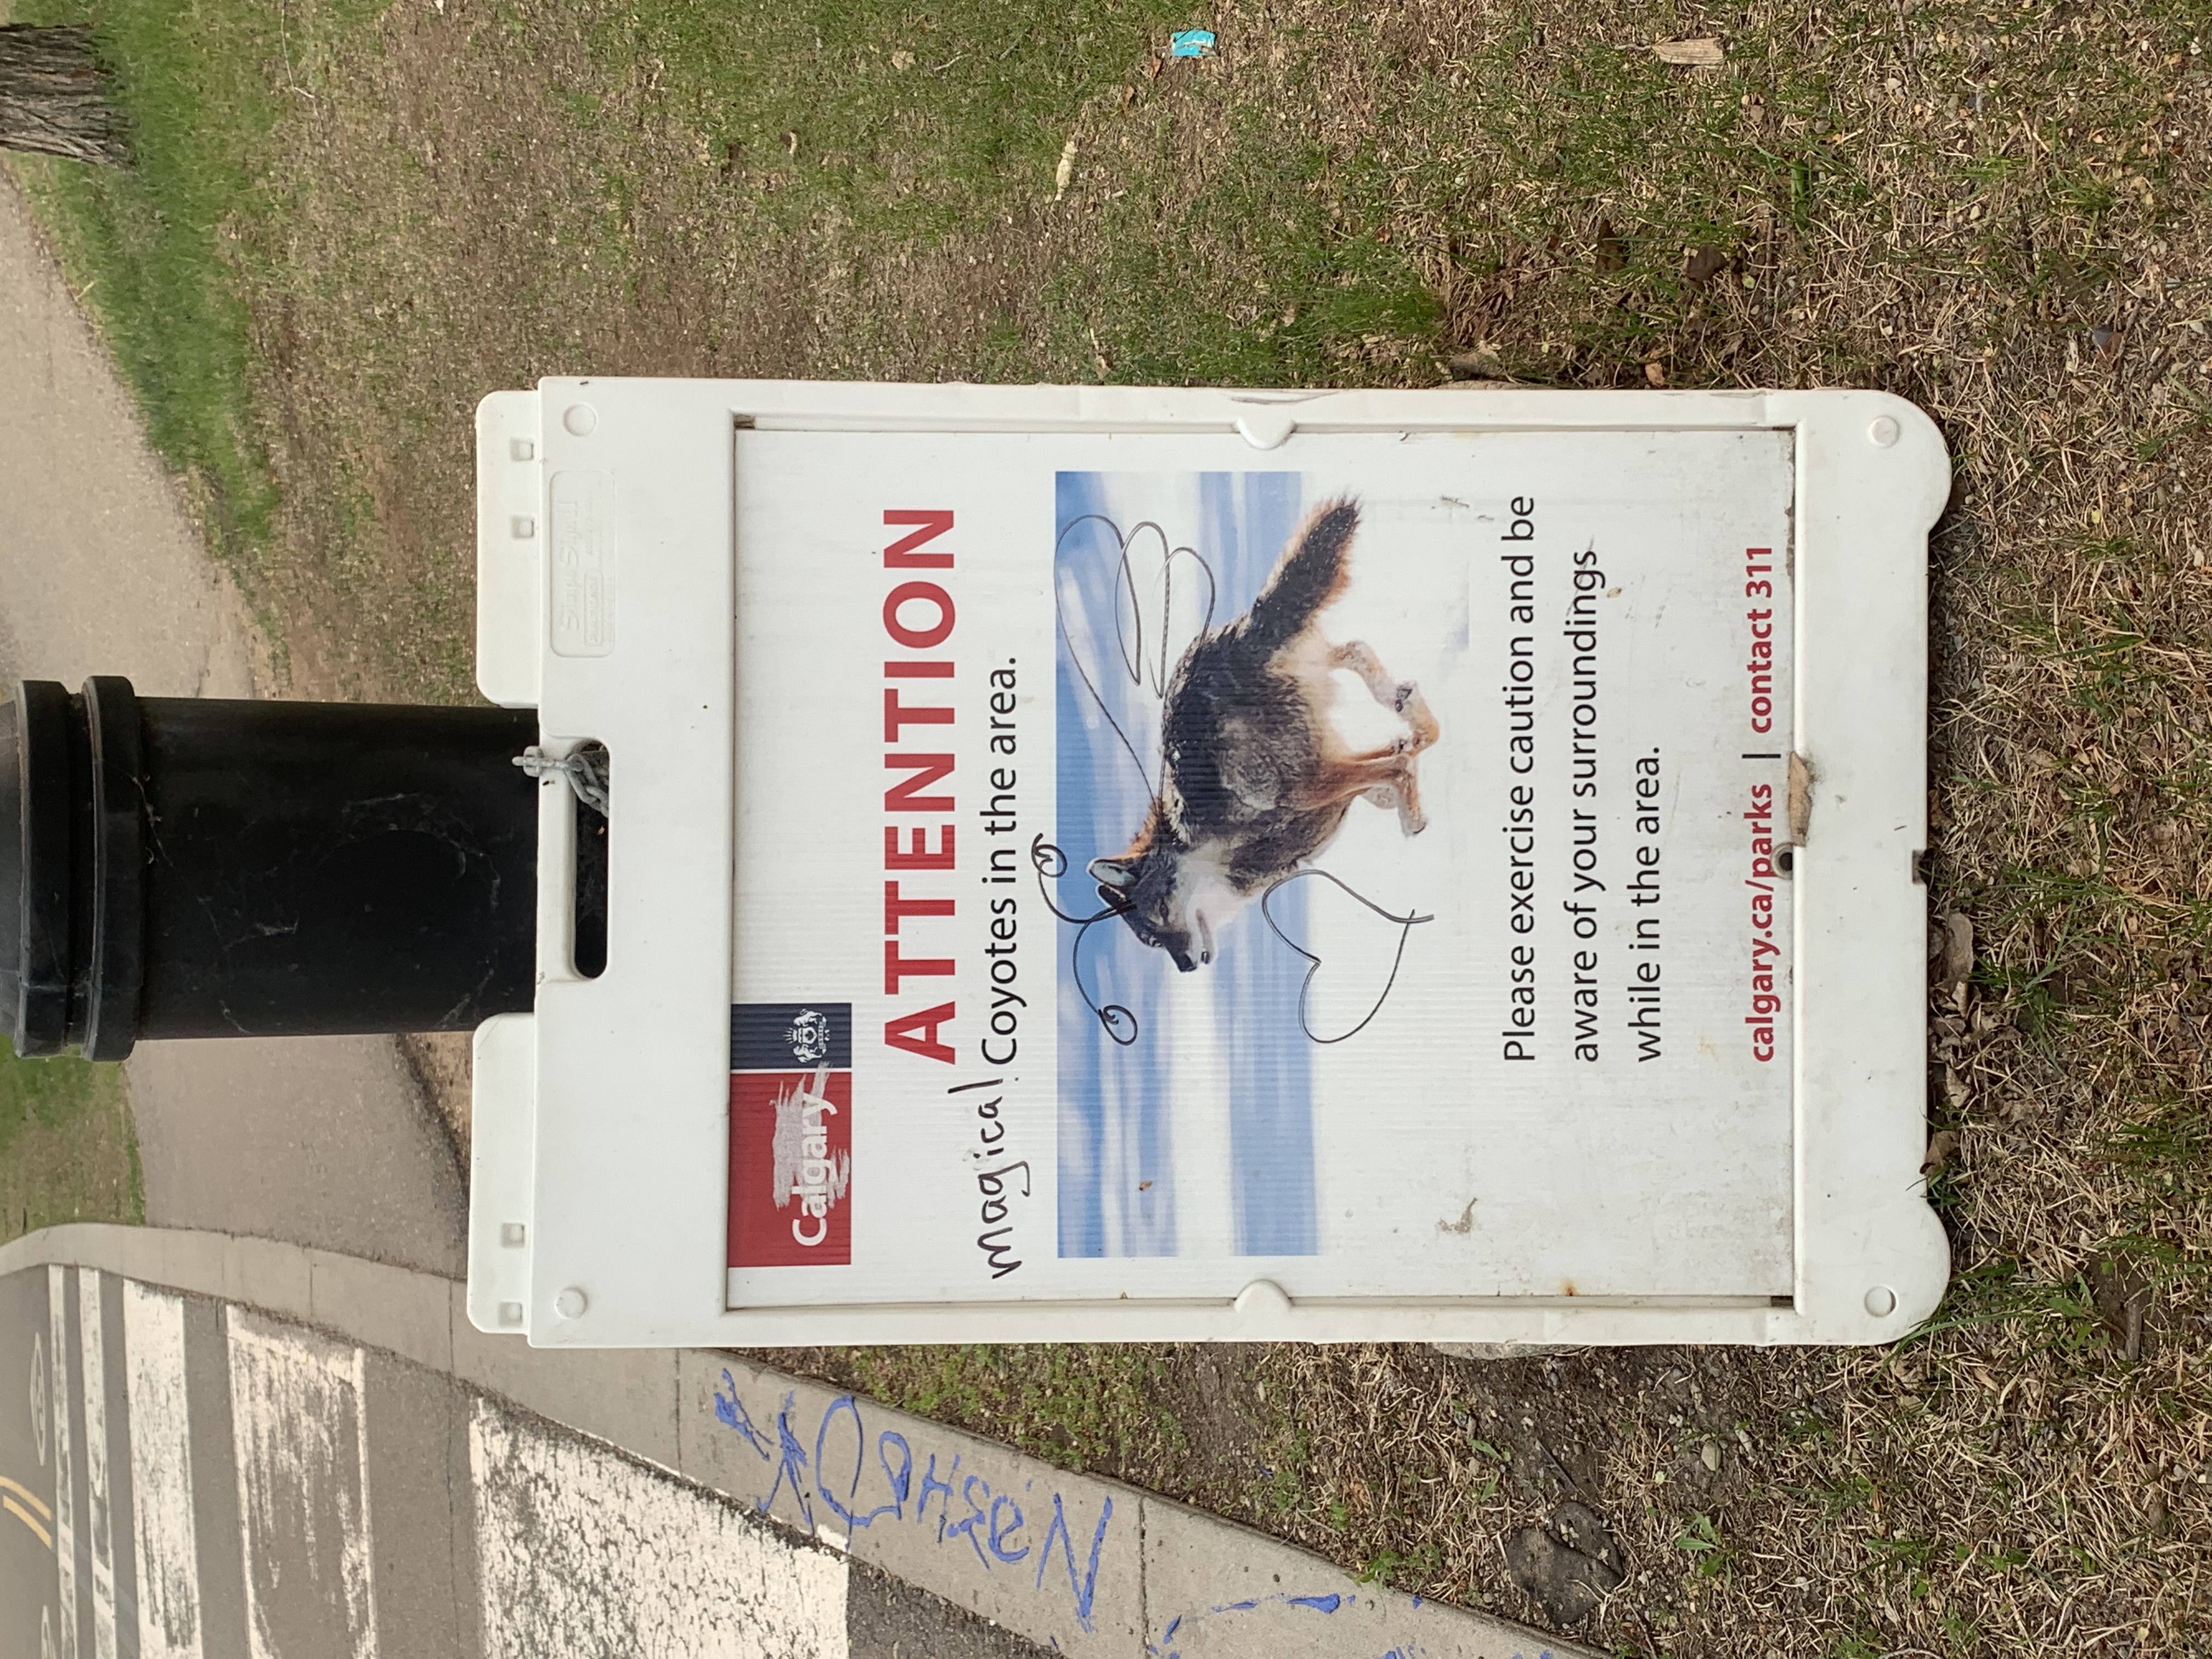 Calgary
ATTENTION
magical Coyotes in the area.
Please exercise caution and be
aware of your surroundings
while in the area.
calgary.ca/parks | contact 311